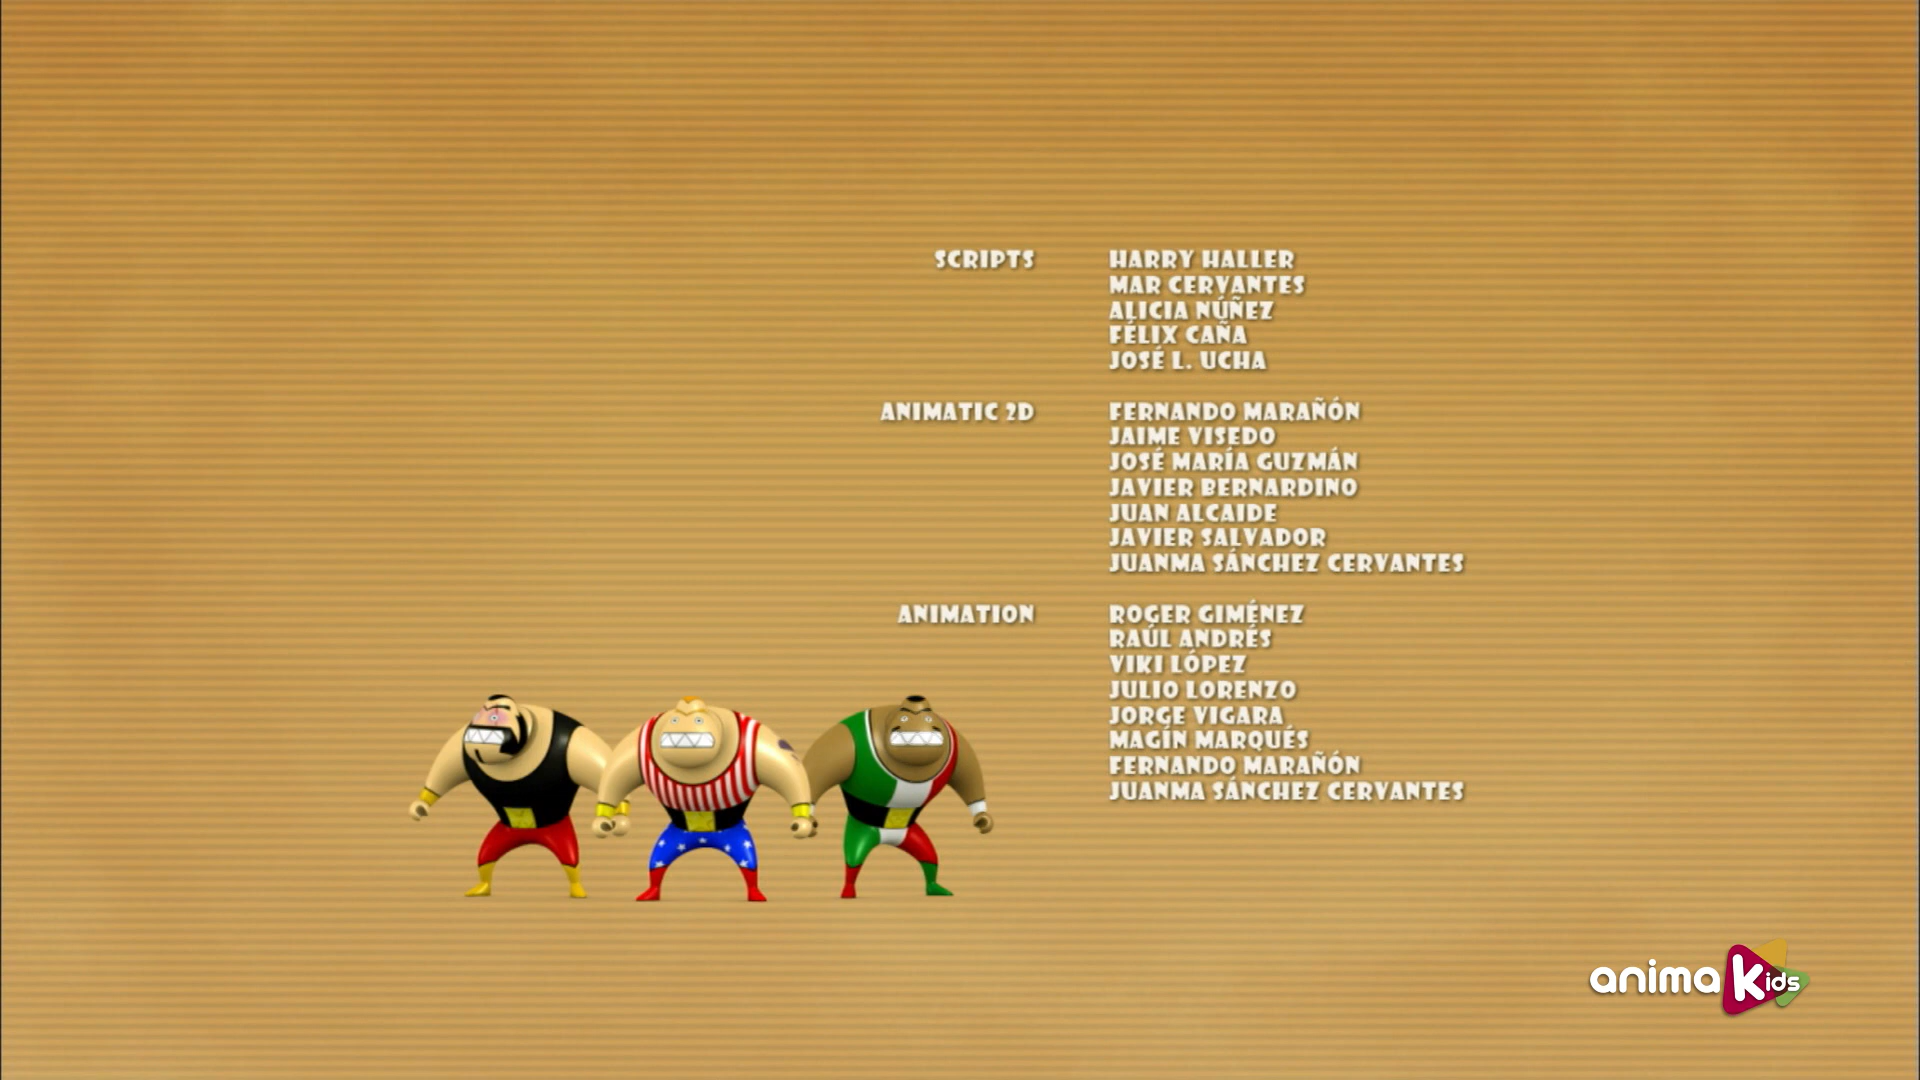 SCRIPTS HARRY HALLER
MAR CERVANTES
ALICIA NÚÑEZ
FÉLIX CAÑA
JOSÉ L. UCHA
ANIMATIC 2D FERNANDO MARAÑÓN
JAIME VISEDO
JOSÉ MARÍA GUZMÁN
JAVIER BERNARDINO
JUAN ALCAIDE
JAVIER SALVADOR
JUANMA SÁNCHEZ CERVANTES
ANIMATION ROGER GIMÉNEZ
RAÚL ANDRÉS
VIKI LÓPEZ
JULIO LORENZO
JORGE VIGARA
MAGÍN MARQUÉS
FERNANDO MARAÑÓN
JUANMA SÁNCHEZ CERVANTES
anima Kids